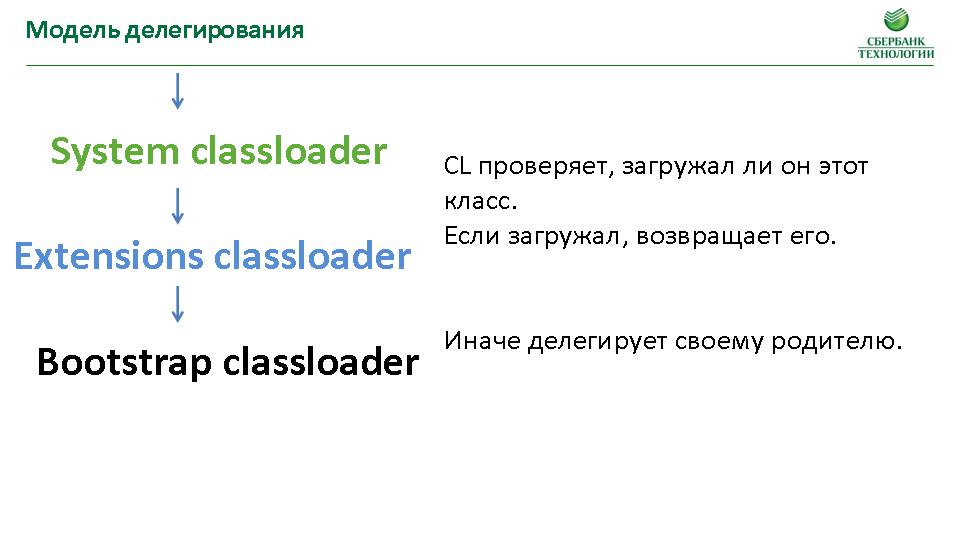 Модель делегирования
СБЕРБАНК
ТЕХНОЛОГИИ
System classloader
Extensions classloader
Bootstrap classloader
CL проверяет, загружал ли он этот
класс.
Если загружал, возвращает его.
Иначе делегирует своему родителю.